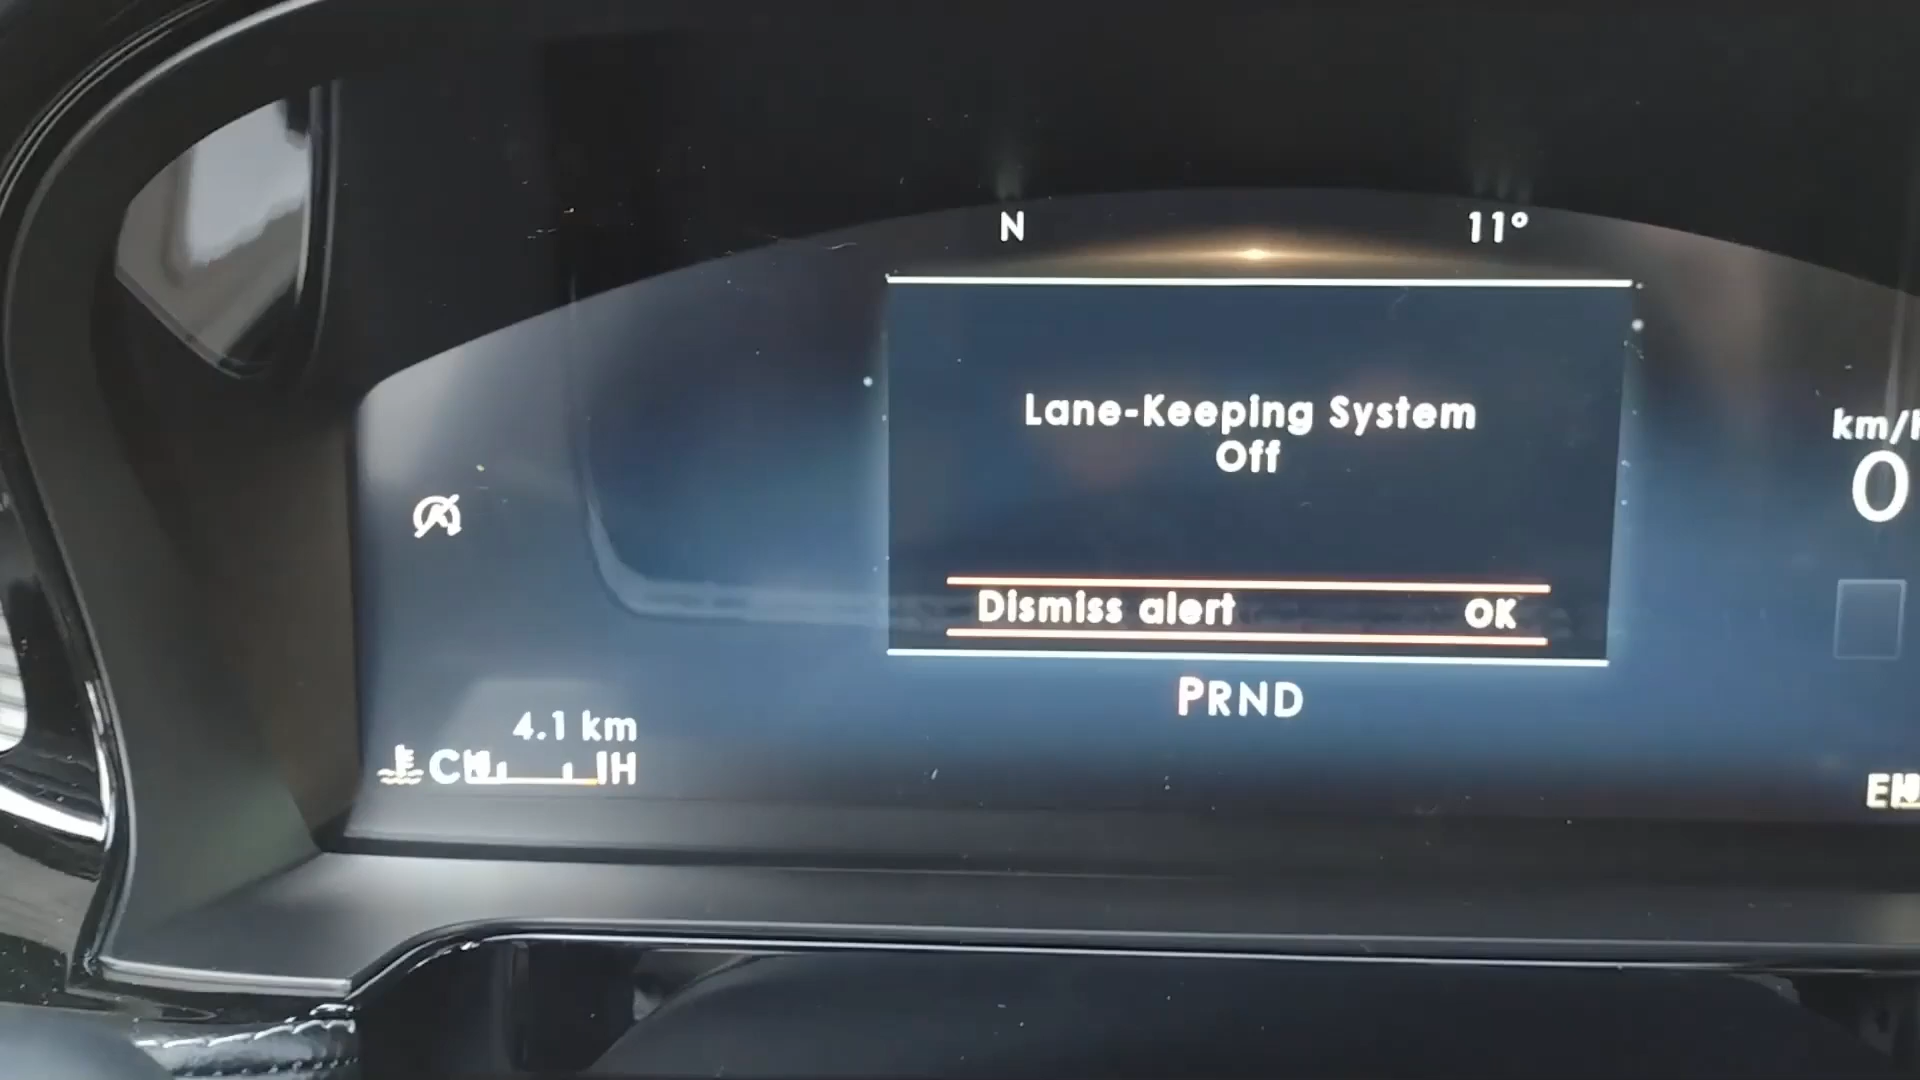 N 11°
Lane-Keeping System
Off
km/h
0
Dismiss alert OK
PRND
4.1 km
C H
E